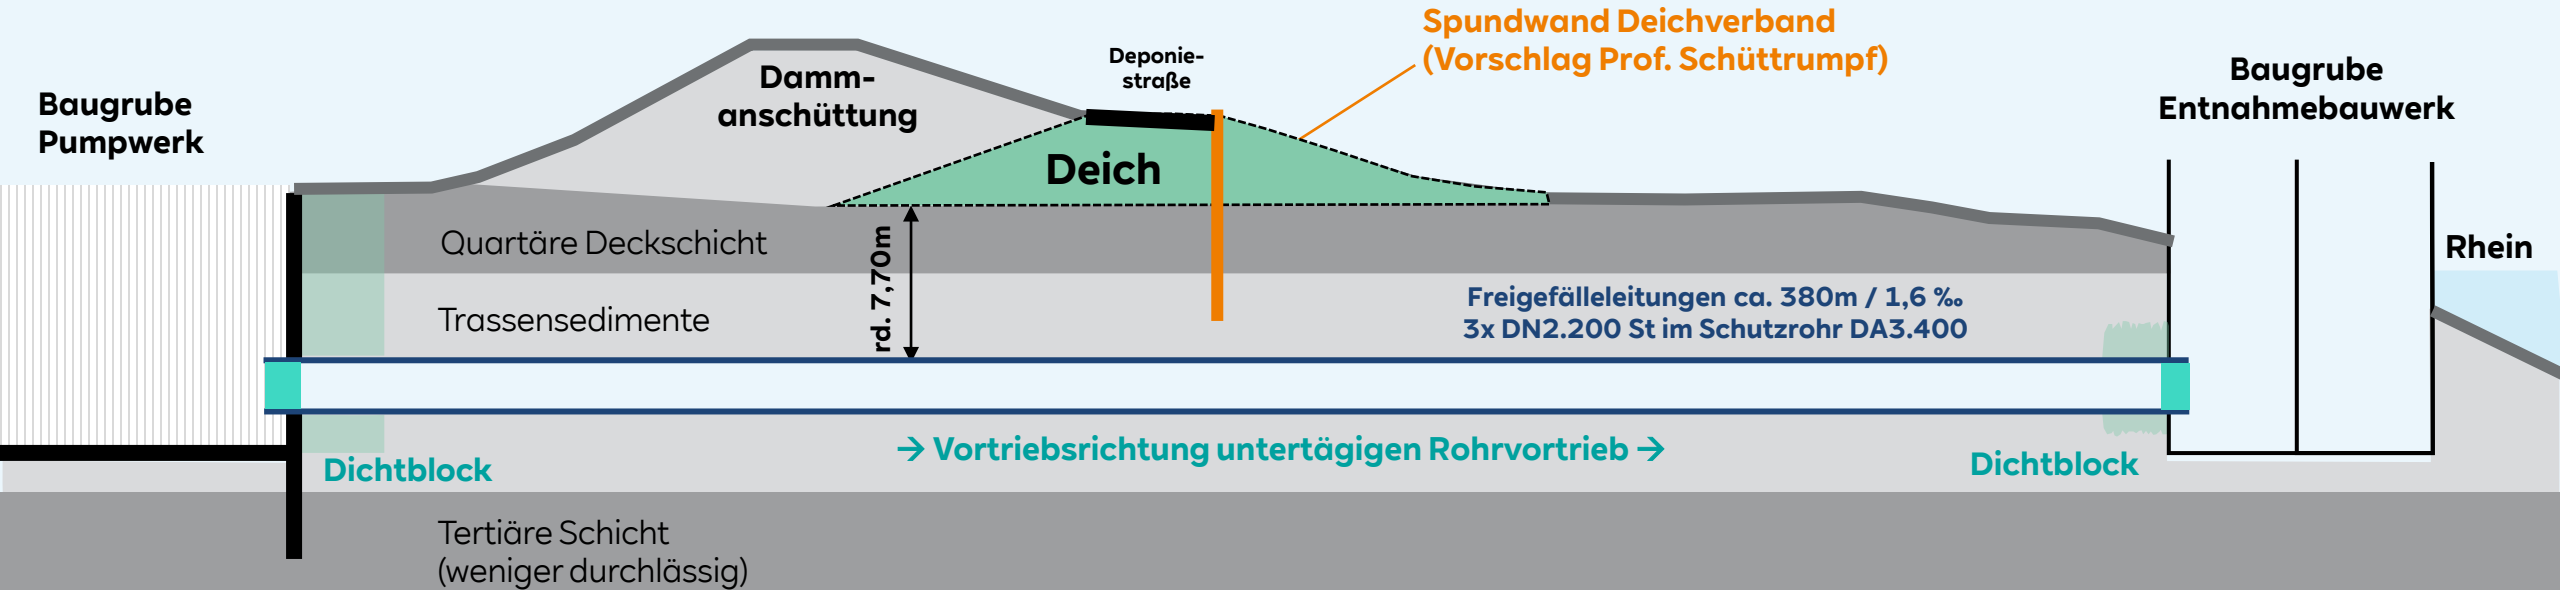 Spundwand Deichverband
(Vorschlag Prof. Schüttrumpf)
Deponie-
straße
Damm-
anschüttung
Baugrube
Pumpwerk
Baugrube
Entnahmebauwerk
Deich
Quartäre Deckschicht
rd. 7,70m
Rhein
Trassensedimente
Freigefälleleitungen ca. 380m / 1,6 ‰
3x DN2.200 St im Schutzrohr DA3.400
→ Vortriebsrichtung untertägigen Rohrvortrieb →
Dichtblock
Dichtblock
Tertiäre Schicht
(weniger durchlässig)